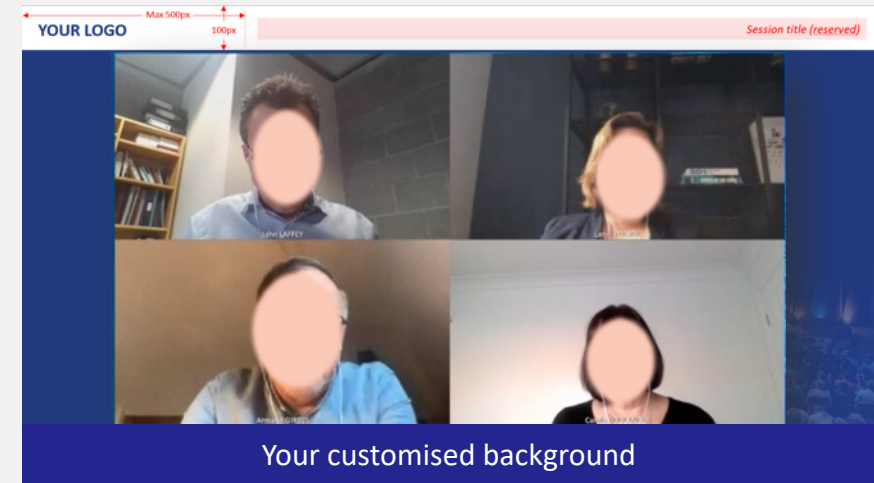 Max 500px
YOUR LOGO
100px
Session title (reserved)
John LAFFEY
Your customised background